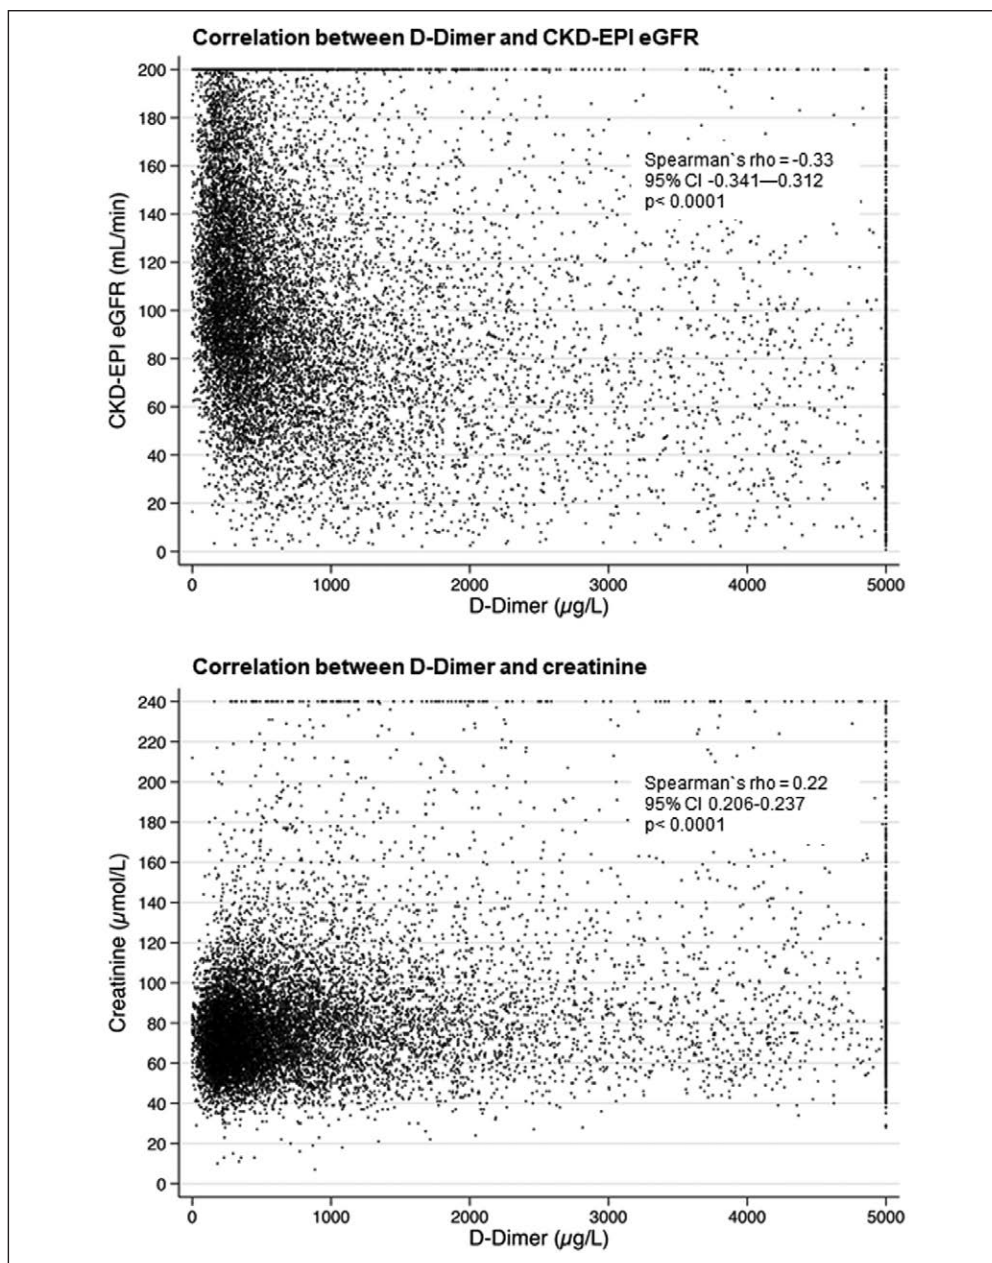 Correlation between D-Dimer and CKD-EPI eGFR
200
180
160
140
120
100
80
60
40
20
0
CKD-EPI eGFR (mL/min)
Spearman`s rho = -0.33
95% CI -0.341—0.312
p< 0.0001
0 1000 2000 3000 4000 5000
D-Dimer (µg/L)
Correlation between D-Dimer and creatinine
240
220
200
180
160
140
120
100
80
60
40
20
0
Creatinine (µmol/L)
Spearman`s rho = 0.22
95% CI 0.206-0.237
p< 0.0001
0 1000 2000 3000 4000 5000
D-Dimer (µg/L)